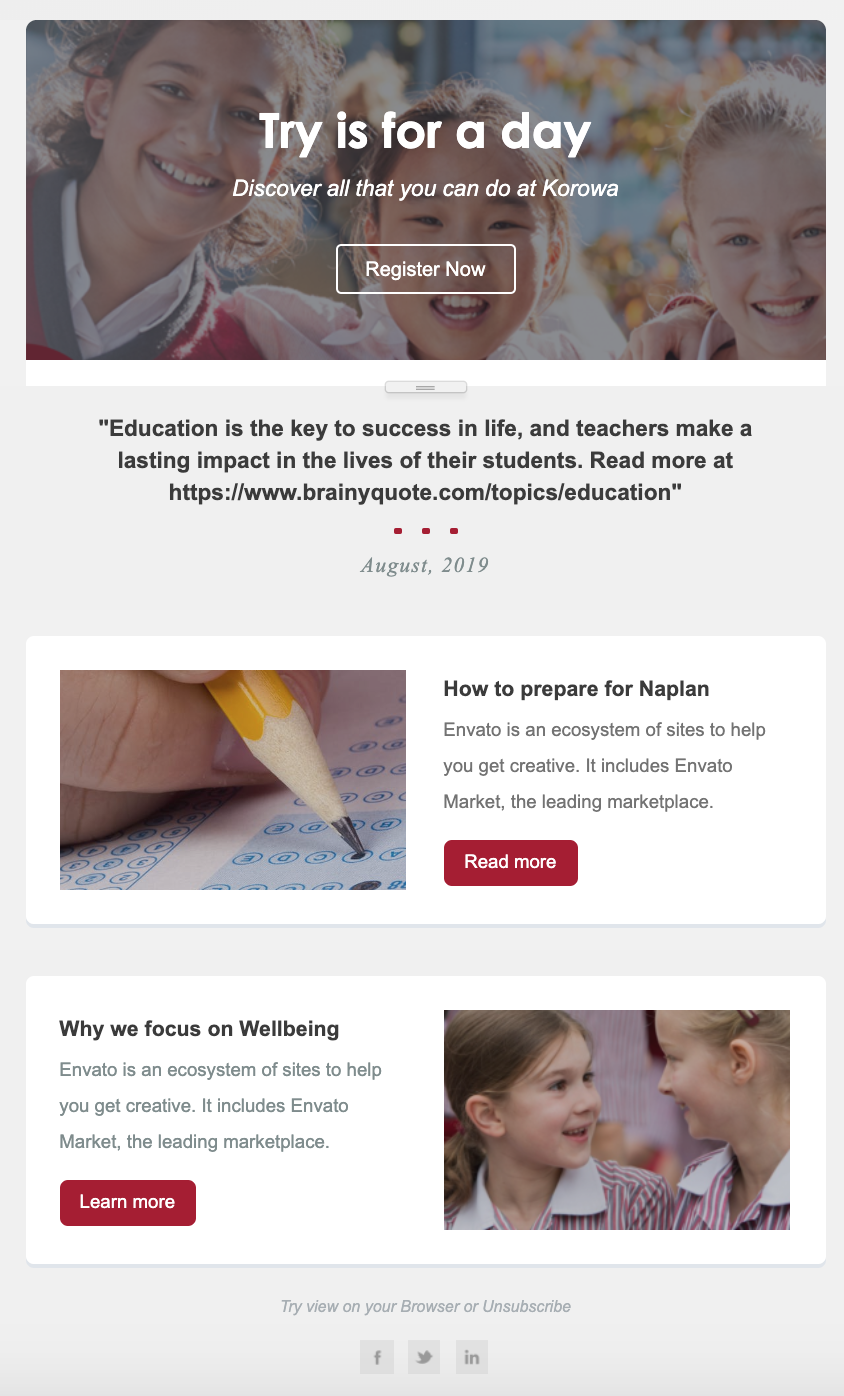 Try is for a day
Discover all that you can do at Korowa
Register Now
"Education is the key to success in life, and teachers make a
lasting impact in the lives of their students. Read more at
https://www.brainyquote.com/topics/education"
August, 2019
How to prepare for Naplan
Envato is an ecosystem of sites to help
you get creative. It includes Envato
Market, the leading marketplace.
Read more
Why we focus on Wellbeing
Envato is an ecosystem of sites to help
you get creative. It includes Envato
Market, the leading marketplace.
Learn more
Try view on your Browser or Unsubscribe
f in